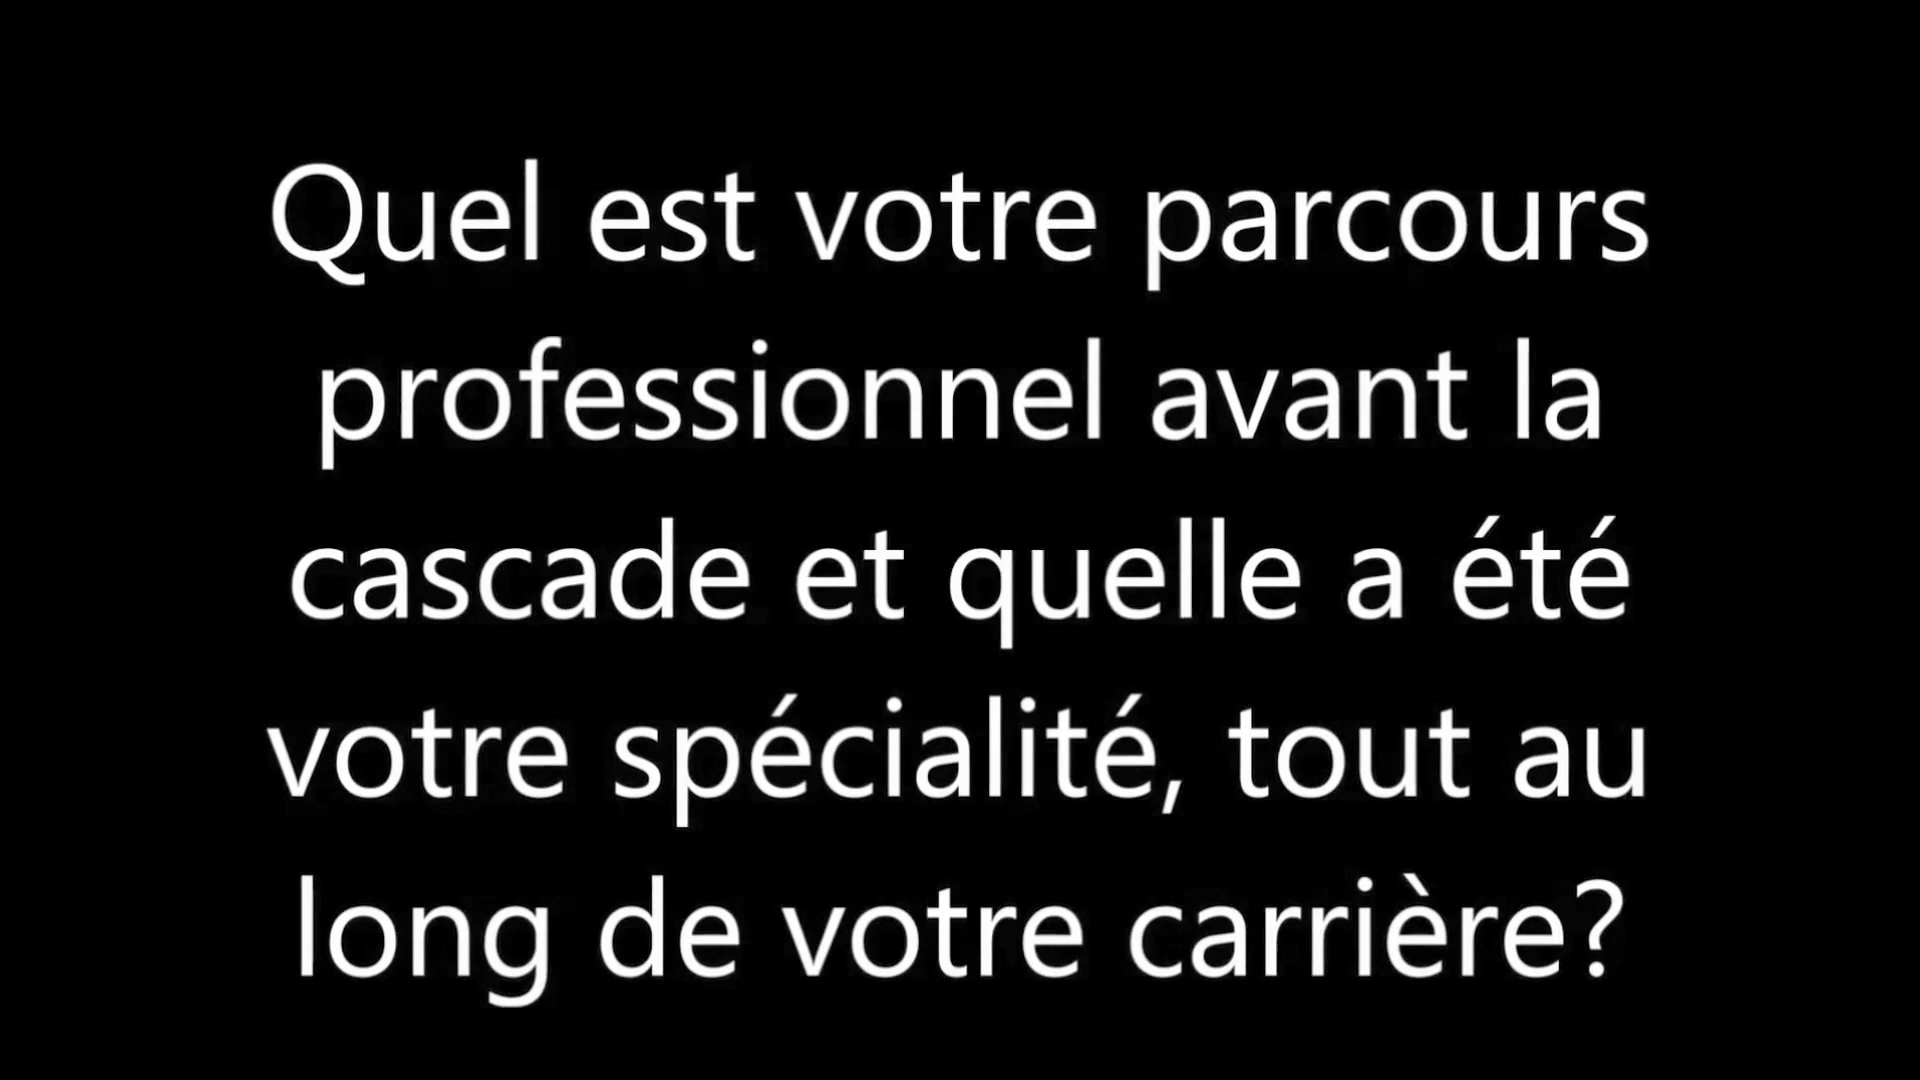 Quel est votre parcours
professionnel avant la
cascade et quelle a été
votre spécialité, tout au
long de votre carrière?